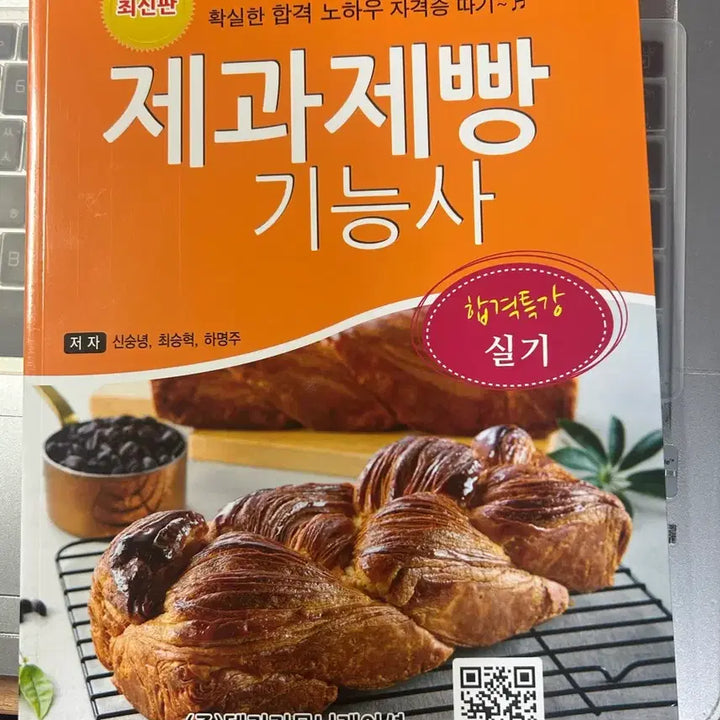 최신판
확실한 합격 노하우 자격증 따기~♬
제과제빵
기능사
합격특강
실기
저자 신숭녕, 최승혁, 하명주